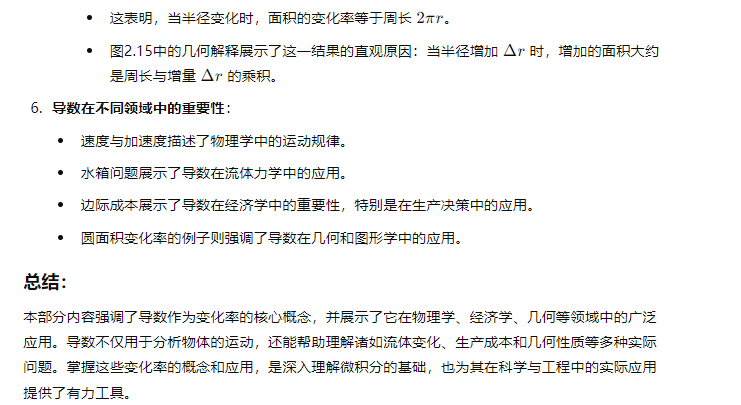 • 这表明，当半径变化时，面积的变化率等于周长 2πr。
• 图2.15中的几何解释展示了这一结果的直观原因：当半径增加 Δr 时，增加的面积大约
是周长与增量 Δr 的乘积。
6. 导数在不同领域中的重要性：
• 速度与加速度描述了物理学中的运动规律。
• 水箱问题展示了导数在流体力学中的应用。
• 边际成本展示了导数在经济学中的重要性，特别是在生产决策中的应用。
• 圆面积变化率的例子则强调了导数在几何和图形学中的应用。
总结：
本部分内容强调了导数作为变化率的核心概念，并展示了它在物理学、经济学、几何等领域中的广泛
应用。导数不仅用于分析物体的运动，还能帮助理解诸如流体变化、生产成本和几何性质等多种实际
问题。掌握这些变化率的概念和应用，是深入理解微积分的基础，也为其在科学与工程中的实际应用
提供了有力工具。